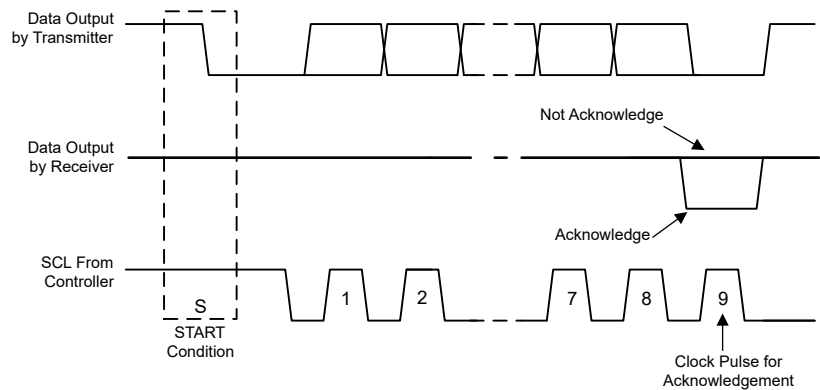 Data Output
by Transmitter
Not Acknowledge
Data Output
by Receiver
Acknowledge
SCL From
Controller
S
1
2
7
8
9
START
Condition
Clock Pulse for
Acknowledgement